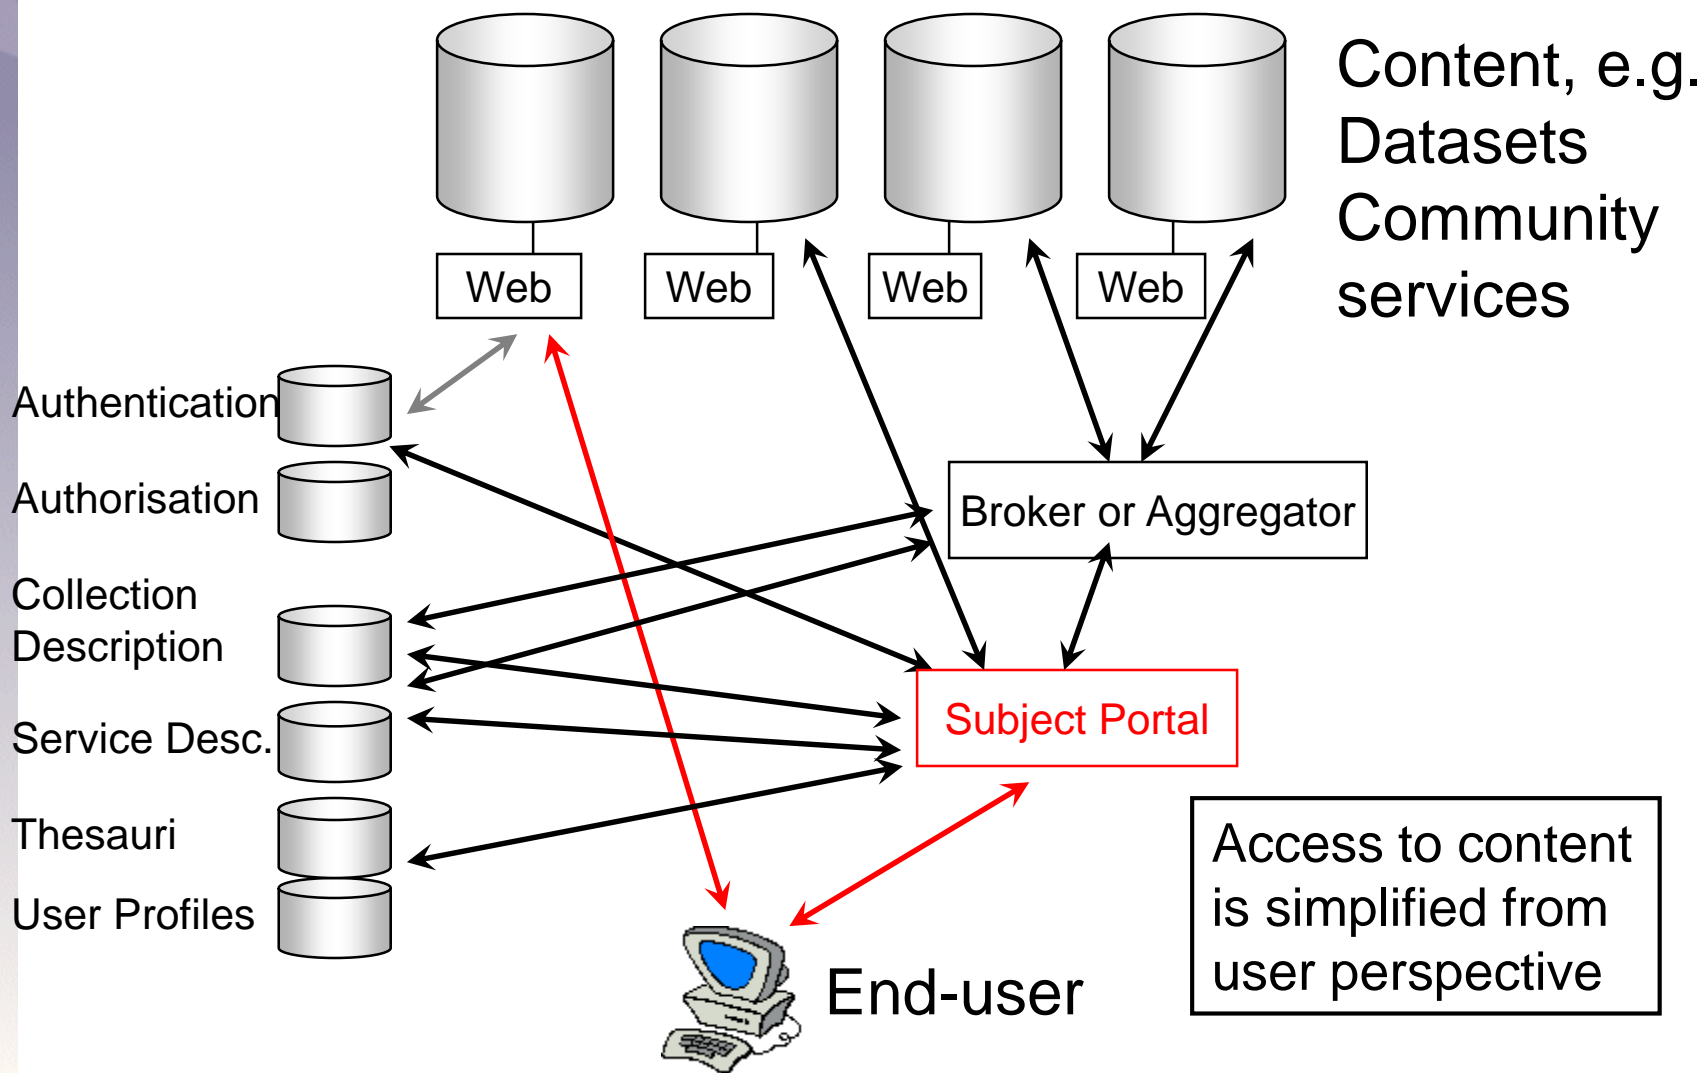 Content, e.g.
Datasets
Community
services
Web
Web
Web
Web
Authentication
Authorisation
Broker or Aggregator
Collection
Description
Subject Portal
Service Desc.
Thesauri
User Profiles
Access to content
is simplified from
user perspective
End-user